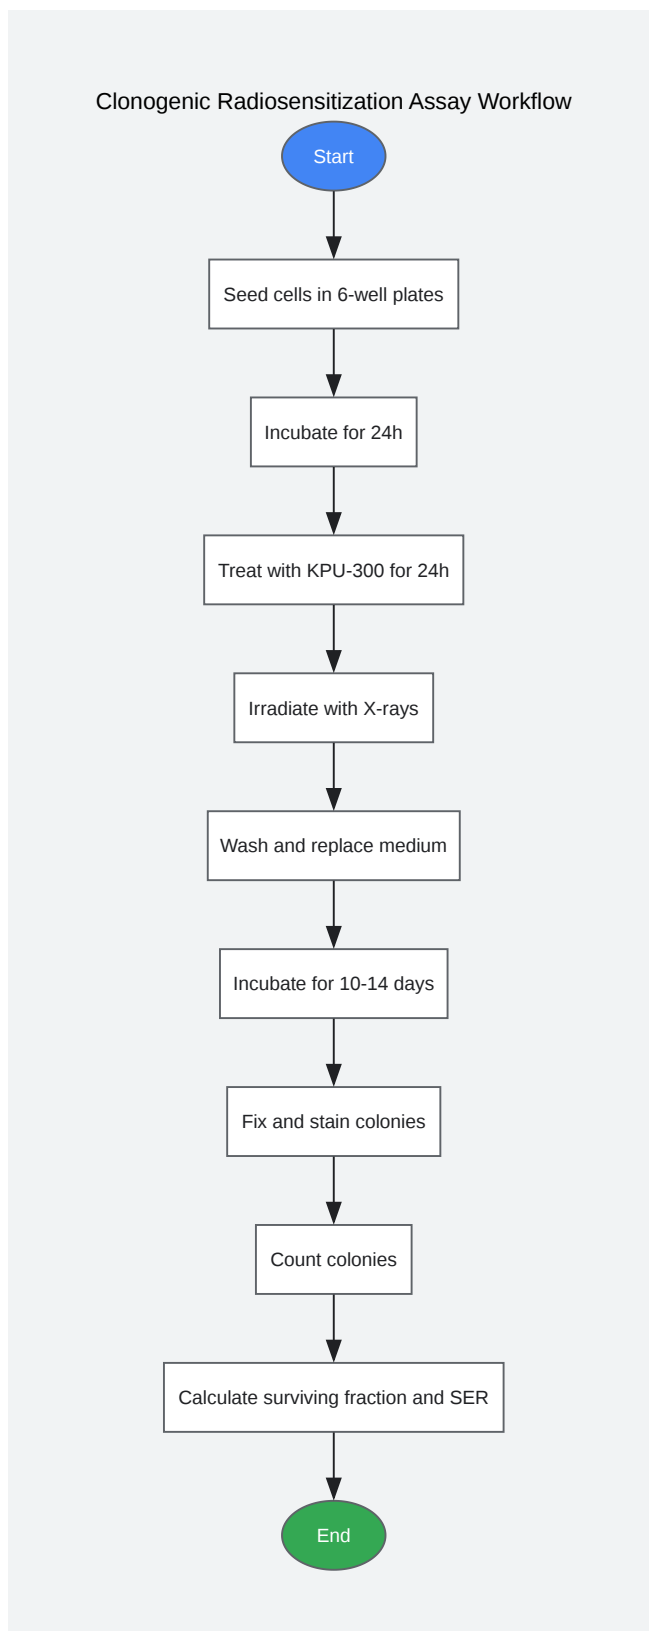 Clonogenic Radiosensitization Assay Workflow
Start
Seed cells in 6-well plates
Incubate for 24h
Treat with KPU-300 for 24h
Irradiate with X-rays
Wash and replace medium
Incubate for 10-14 days
Fix and stain colonies
Count colonies
Calculate surviving fraction and SER
End